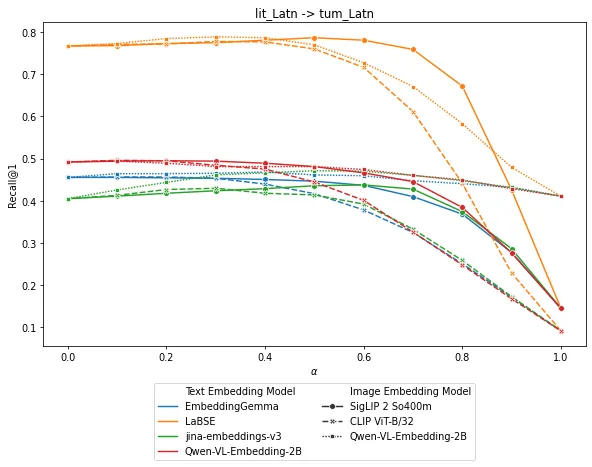 lit_Latn -> tum_Latn
Recall@1
0.8
0.7
0.6
0.5
0.4
0.3
0.2
0.1
0.0 0.2 0.4 0.6 0.8 1.0
α
Text Embedding Model Image Embedding Model
EmbeddingGemma SigLIP 2 So400m
LaBSE CLIP ViT-B/32
jina-embeddings-v3 Qwen-VL-Embedding-2B
Qwen-VL-Embedding-2B